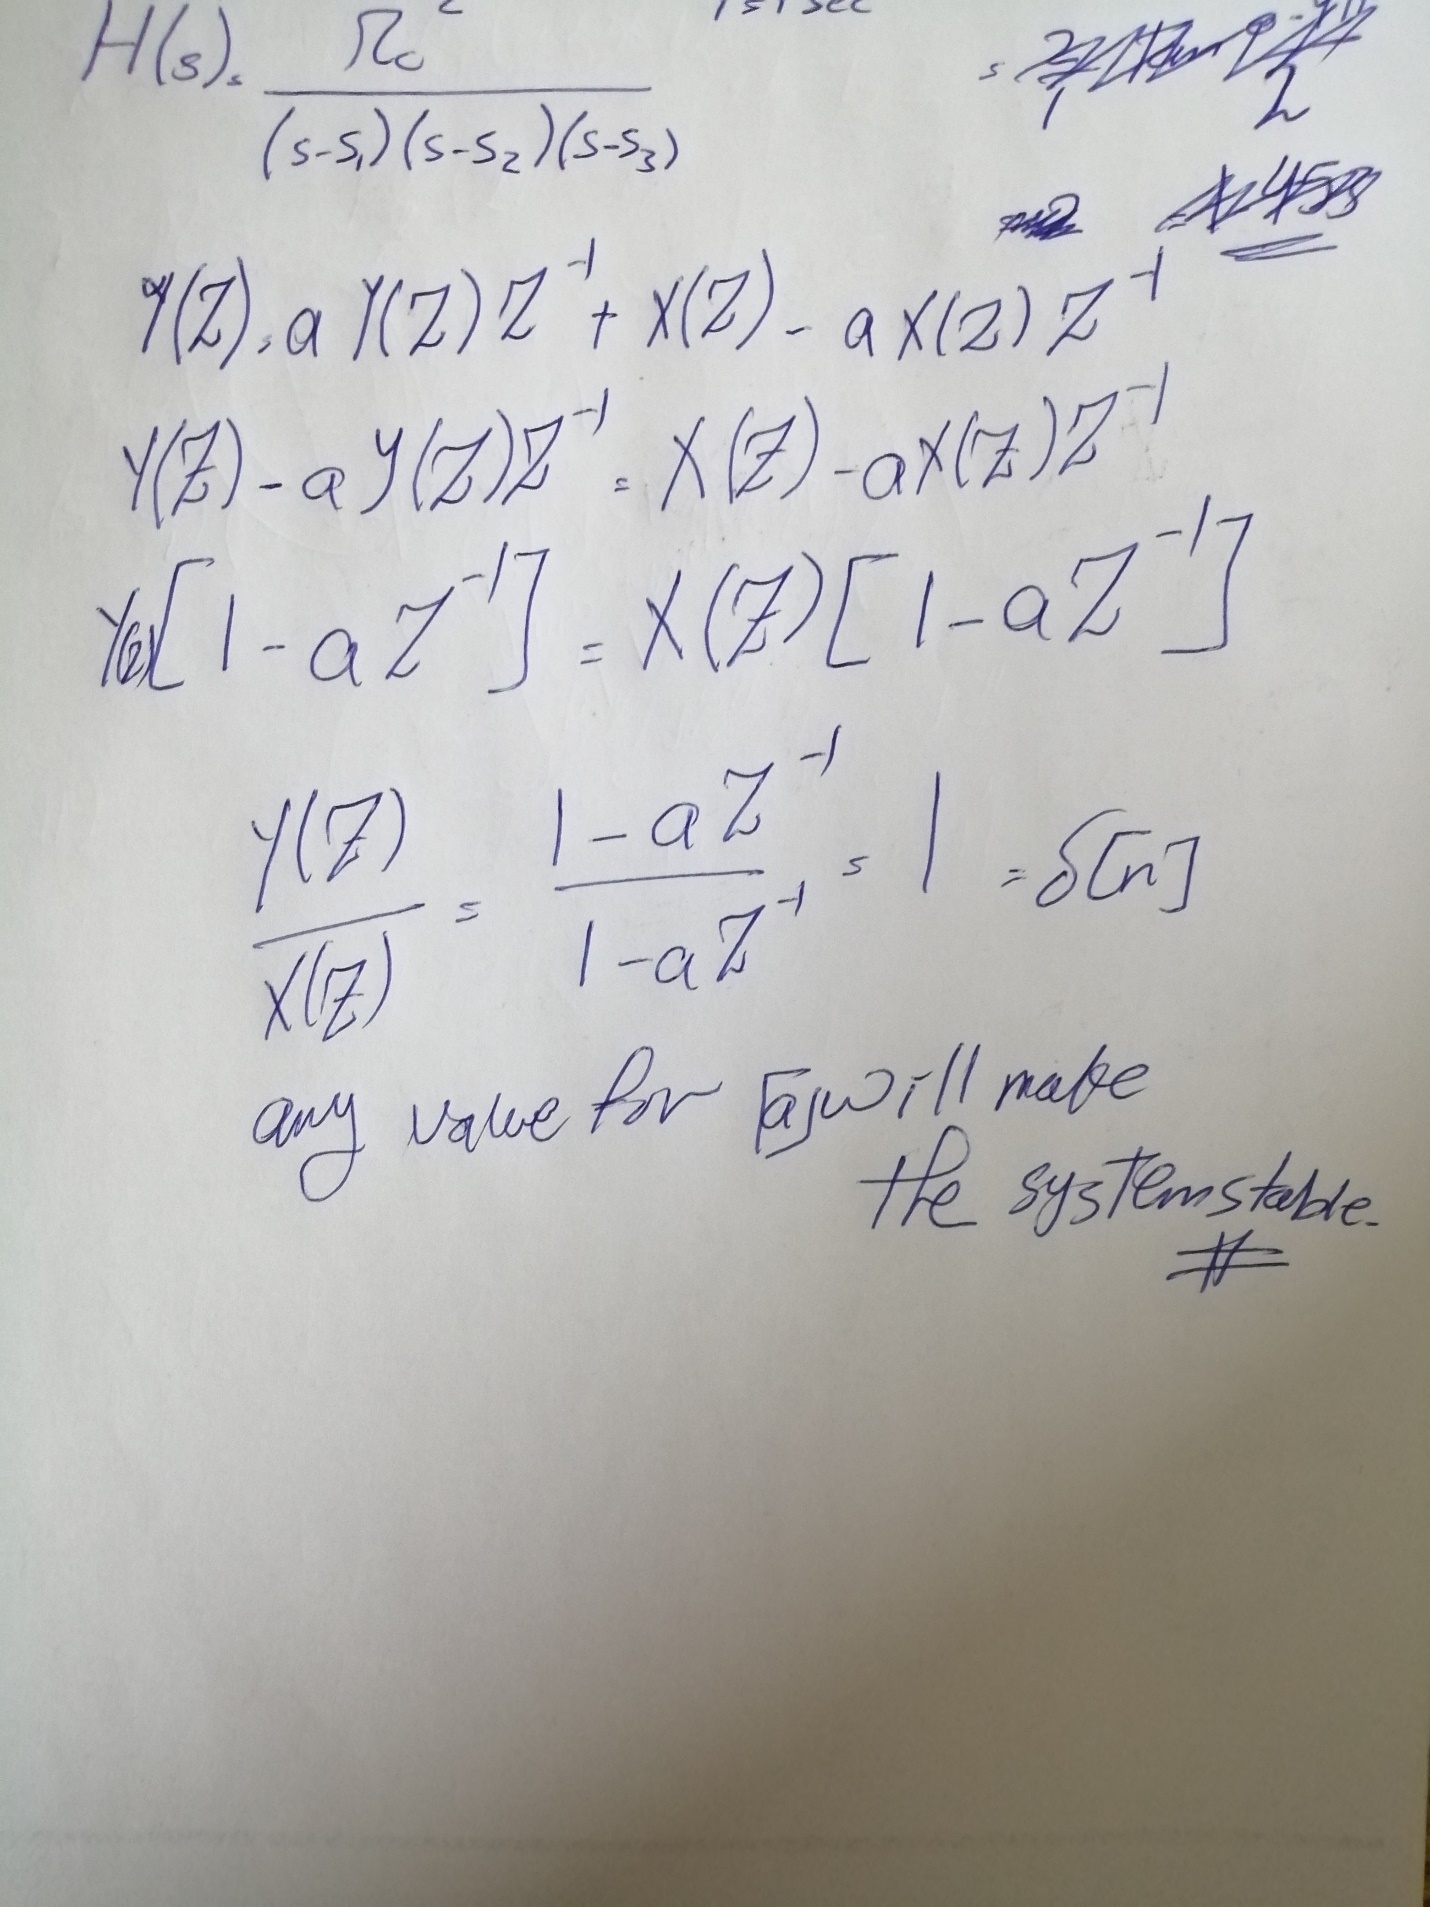 H(s) = Ωc² / (s-s₁)(s-s₂)(s-s₃)
Y(Z) = a Y(Z) Z⁻¹ + X(Z) - a X(Z) Z⁻¹
Y(Z) - a Y(Z) Z⁻¹ = X(Z) - a X(Z) Z⁻¹
Y(Z) [1 - a Z⁻¹] = X(Z) [1 - a Z⁻¹]
Y(Z) / X(Z) = 1 - a Z⁻¹ / 1 - a Z⁻¹ = 1 = δ[n]
any value for [a] will make
the system stable.
#